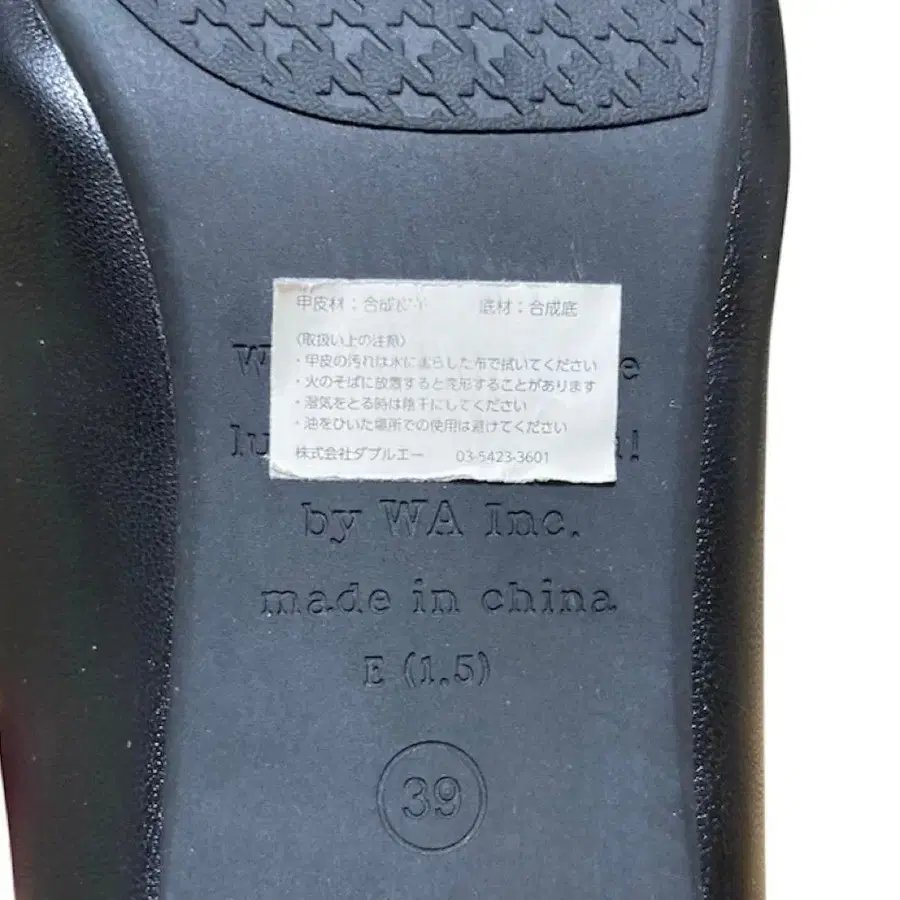 甲皮材：合成皮革 底材：合成底
〈取扱い上の注意〉
・甲皮の汚れは水に濡らした布で拭いてください
・火のそばに放置すると変形することがあります
・湿気をとる時は陰干にしてください
・油をひいた場所での使用は避けてください
株式会社ダブルエー 03-5423-3601
by WA Inc.
made in china
E (1.5)
39